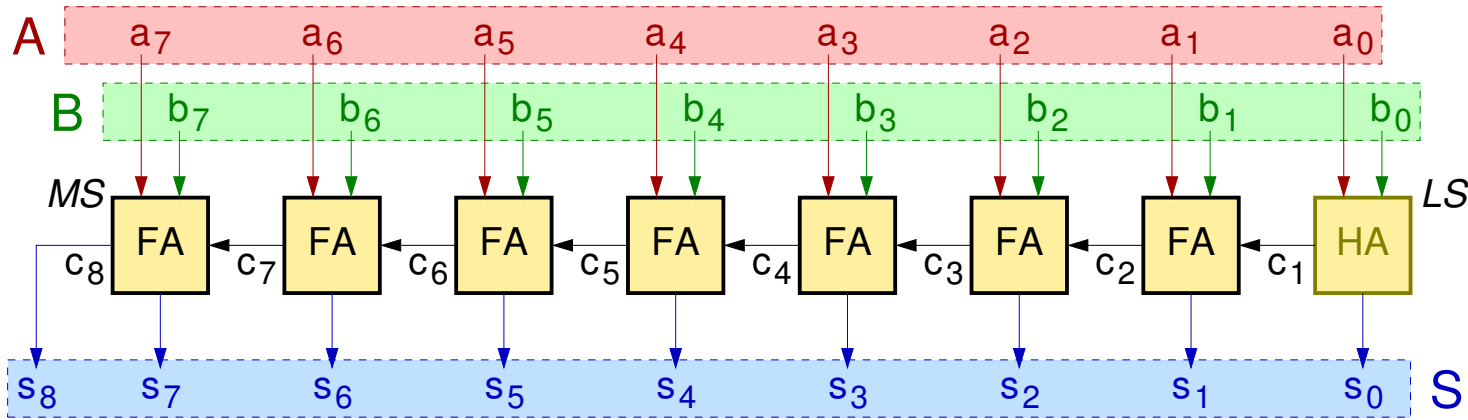 A a7 a6 a5 a4 a3 a2 a1 a0
B b7 b6 b5 b4 b3 b2 b1 b0
MS LS
FA FA FA FA FA FA FA HA
c8 c7 c6 c5 c4 c3 c2 c1
s8 s7 s6 s5 s4 s3 s2 s1 s0 S